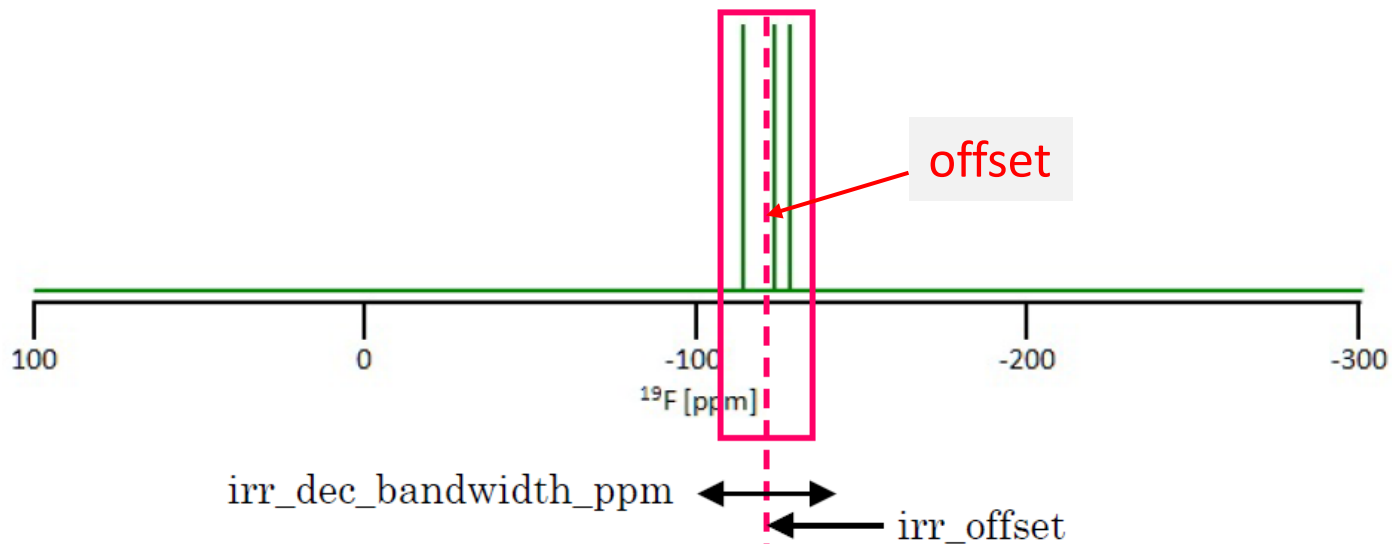 offset
100 0 -100 -200 -300
¹⁹F [ppm]
irr_dec_bandwidth_ppm
irr_offset